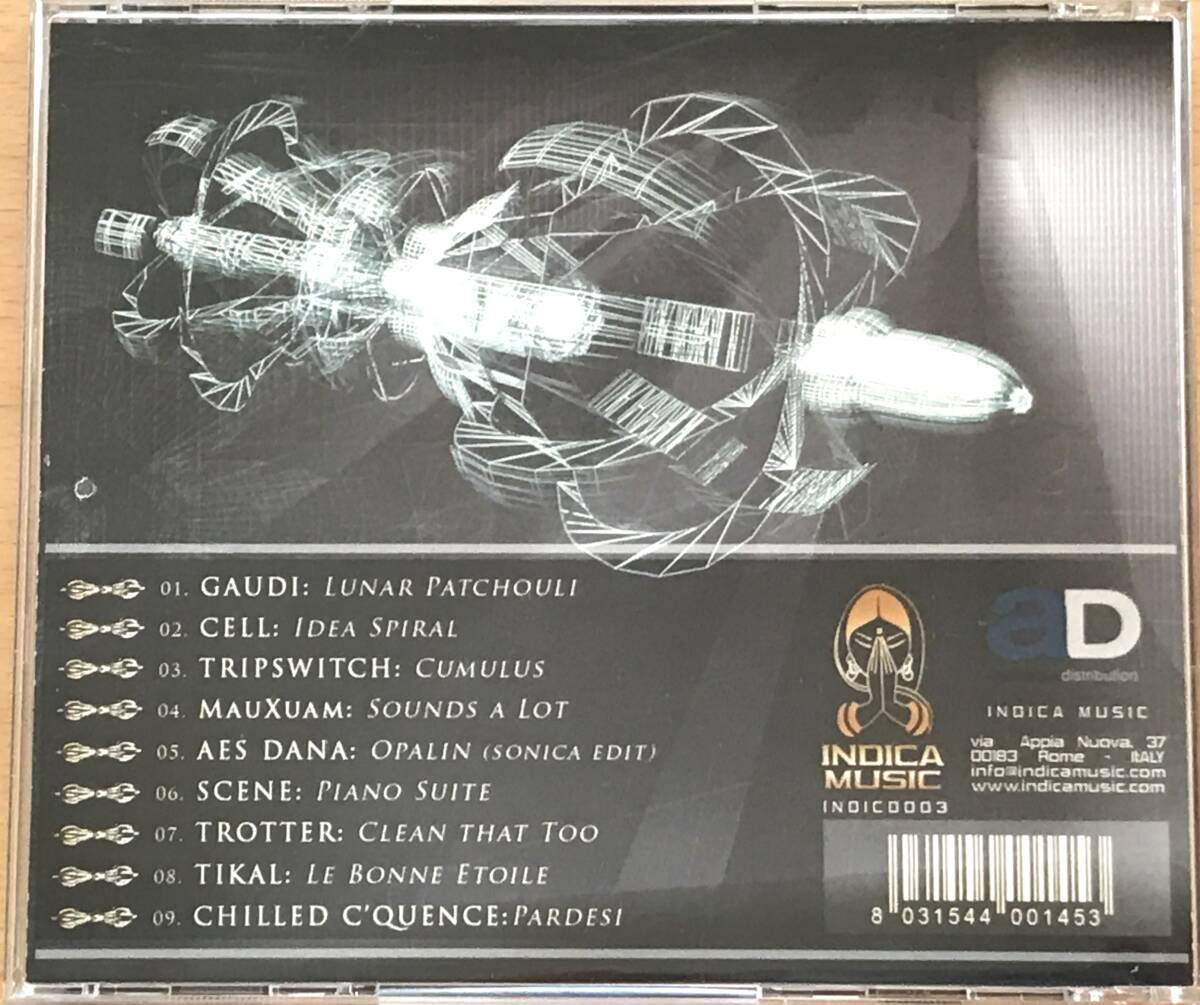 01. GAUDI: LUNAR PATCHOULI
02. CELL: IDEA SPIRAL
03. TRIPSWITCH: CUMULUS
04. MAUXUAM: SOUNDS A LOT
05. AES DANA: OPALIN (SONICA EDIT)
06. SCENE: PIANO SUITE
07. TROTTER: CLEAN THAT TOO
08. TIKAL: LE BONNE ETOILE
09. CHILLED C'QUENCE: PARDESI
INDICA
MUSIC
INDIC0003
aD
distribution
INDICA MUSIC
via Appia Nuova. 37
00183 Rome - ItALY
info@indicamusic.com
www.indicamusic.com
8 031544 001453